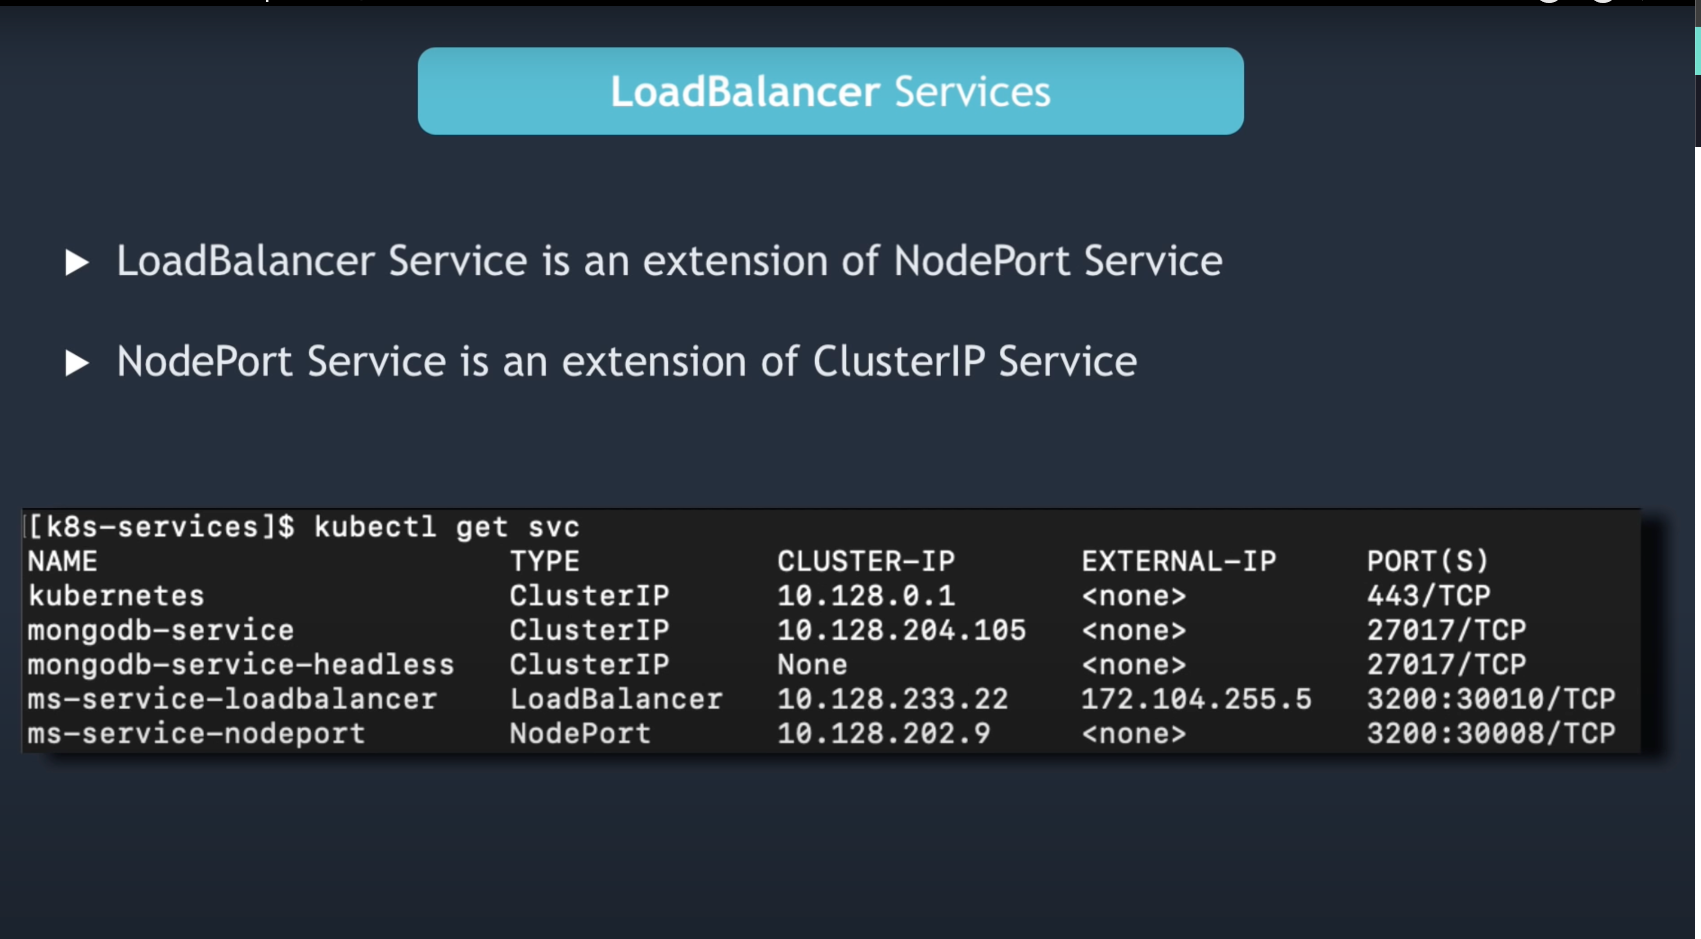 LoadBalancer Services
► LoadBalancer Service is an extension of NodePort Service
► NodePort Service is an extension of ClusterIP Service
[[k8s-services]$ kubectl get svc
NAME TYPE CLUSTER-IP EXTERNAL-IP PORT(S)
kubernetes ClusterIP 10.128.0.1 <none> 443/TCP
mongodb-service ClusterIP 10.128.204.105 <none> 27017/TCP
mongodb-service-headless ClusterIP None <none> 27017/TCP
ms-service-loadbalancer LoadBalancer 10.128.233.22 172.104.255.5 3200:30010/TCP
ms-service-nodeport NodePort 10.128.202.9 <none> 3200:30008/TCP